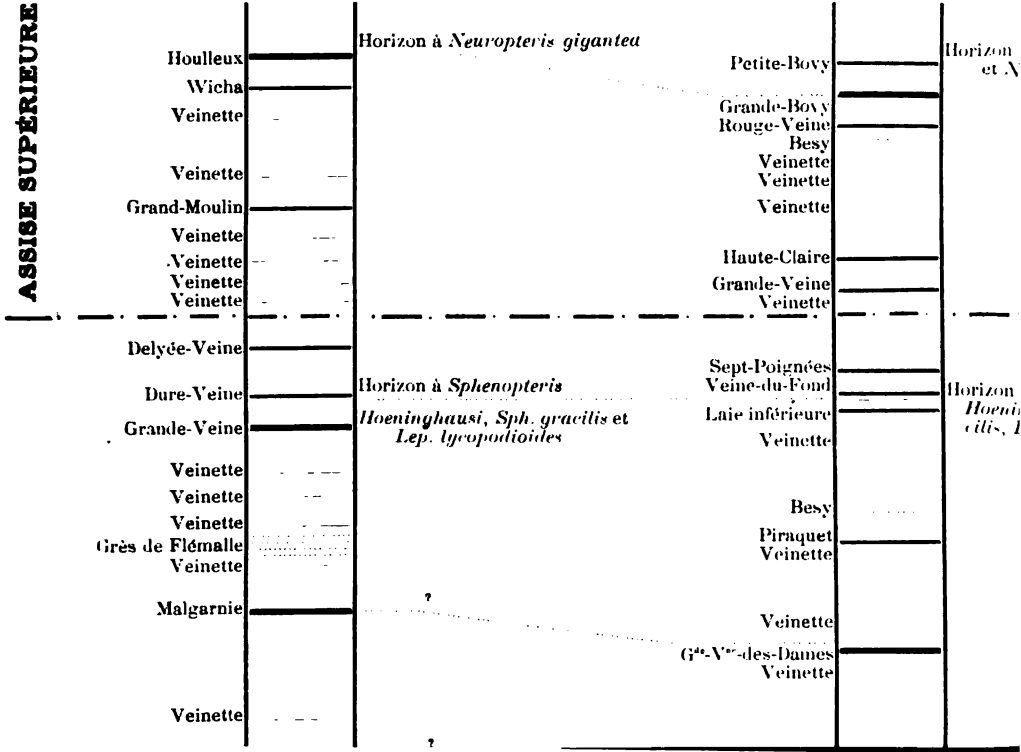 ASSISE SUPÉRIEURE
Houlleux
Wicha
Veinette
Veinette
Grand-Moulin
Veinette
Veinette
Veinette
Veinette
Delyée-Veine
Dure-Veine
Grande-Veine
Veinette
Veinette
Veinette
Grès de Flémalle
Veinette
Malgarnie
Veinette
Horizon à Neuropteris gigantea
Horizon à Sphenopteris
Hoeninghausi, Sph. gracilis et
Lep. lycopodioides
?
?
Petite-Bovy
Grande-Bovy
Rouge-Veine
Besy
Veinette
Veinette
Veinette
Haute-Claire
Grande-Veine
Veinette
Sept-Poignées
Veine-du-Fond
Laie inférieure
Veinette
Besy
Piraquet
Veinette
Veinette
Gde-Vne-des-Dames
Veinette
Horizon
et N
Horizon
Hoenin
cilis, L